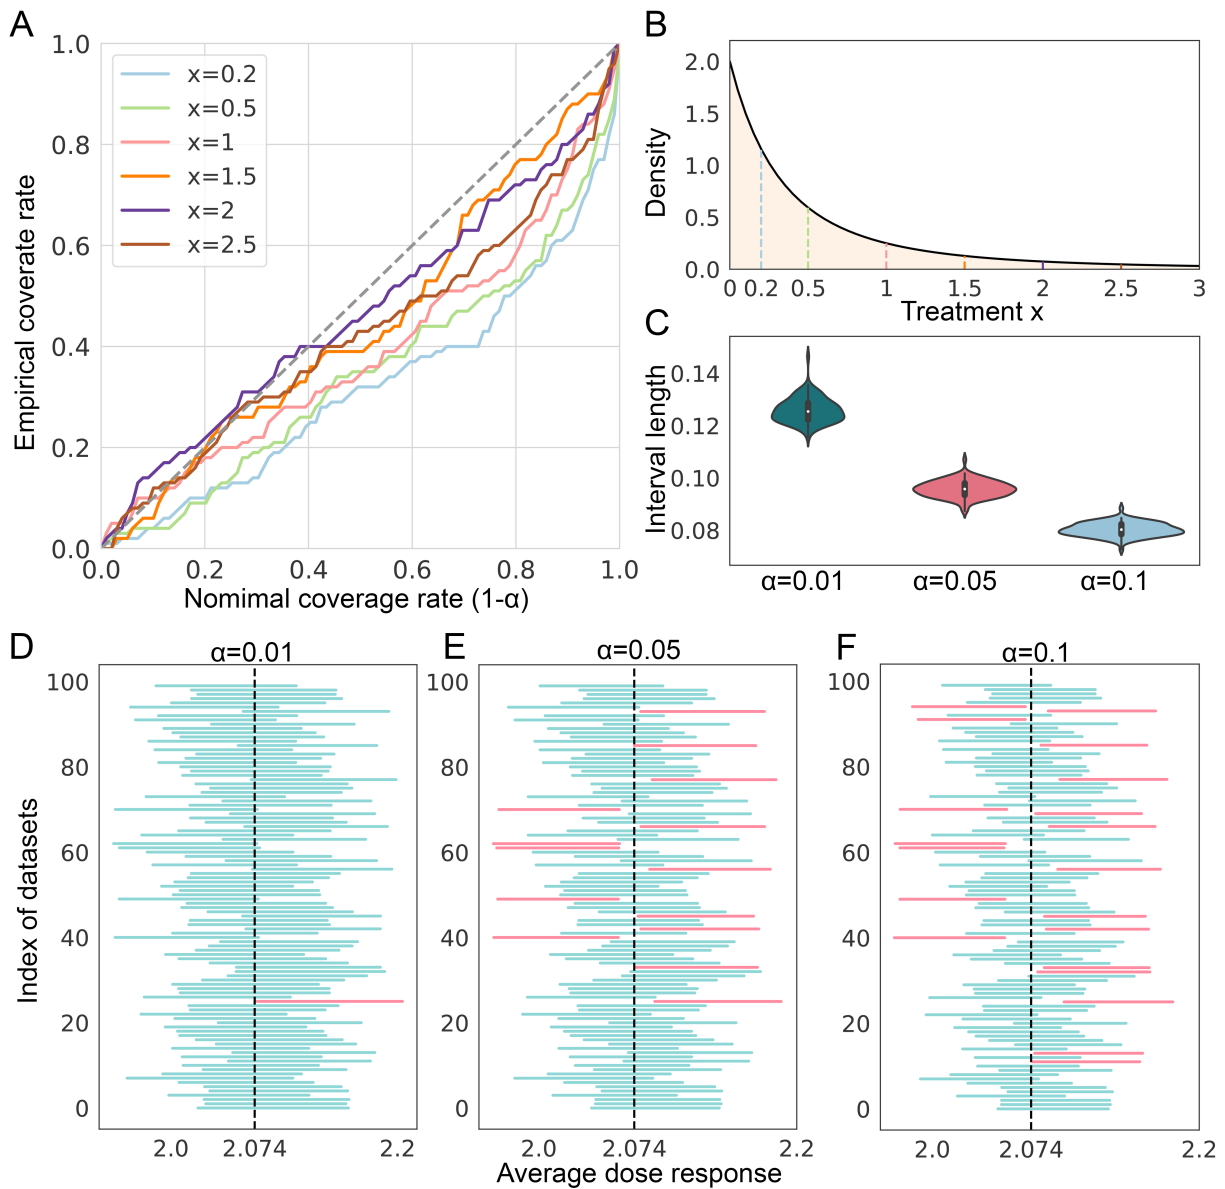 A
1.0
0.8
0.6
0.4
0.2
0.0
Empirical coverate rate
x=0.2
x=0.5
x=1
x=1.5
x=2
x=2.5
0.0 0.2 0.4 0.6 0.8 1.0
Nomimal coverage rate (1-α)
B
2.0
1.5
1.0
0.5
0.0
Density
0 0.2 0.5 1 1.5 2 2.5 3
Treatment x
C
0.14
0.12
0.10
0.08
Interval length
α=0.01 α=0.05 α=0.1
D
α=0.01
100
80
60
40
20
0
Index of datasets
2.0 2.074 2.2
E
α=0.05
100
80
60
40
20
0
2.0 2.074 2.2
F
α=0.1
100
80
60
40
20
0
2.0 2.074 2.2
Average dose response